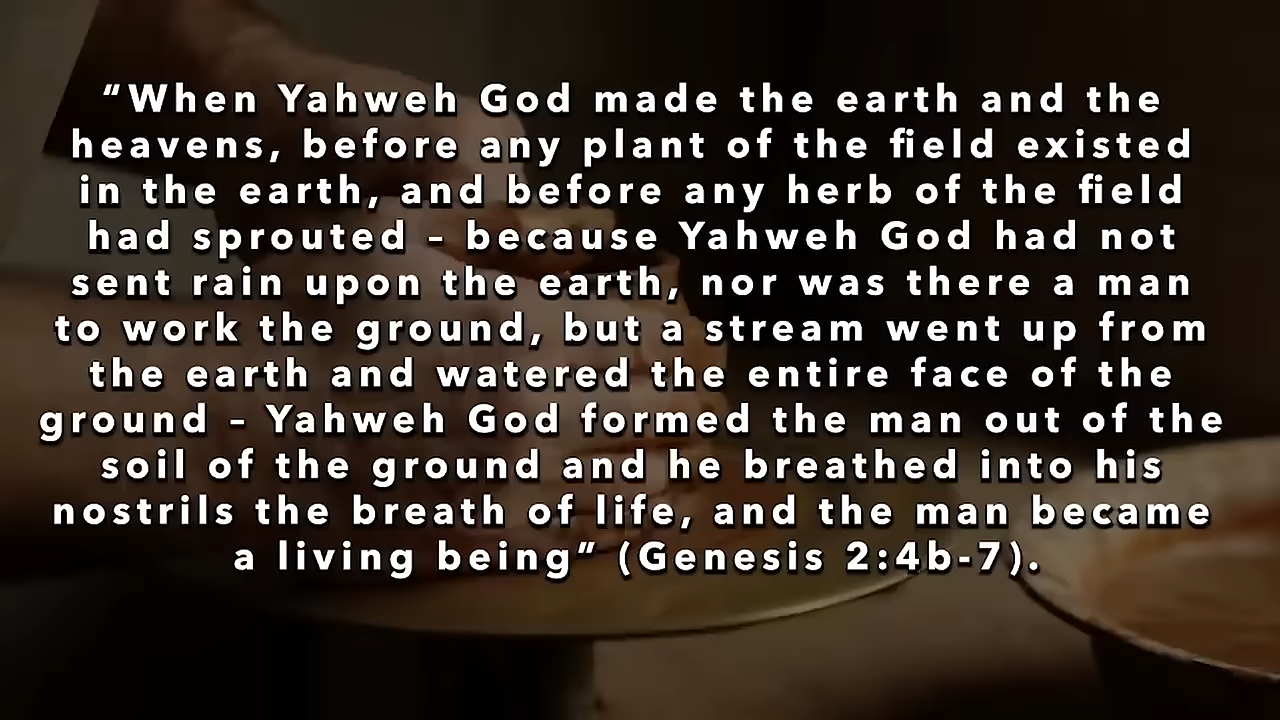 “When Yahweh God made the earth and the
heavens, before any plant of the field existed
in the earth, and before any herb of the field
had sprouted – because Yahweh God had not
sent rain upon the earth, nor was there a man
to work the ground, but a stream went up from
the earth and watered the entire face of the
ground – Yahweh God formed the man out of the
soil of the ground and he breathed into his
nostrils the breath of life, and the man became
a living being” (Genesis 2:4b-7).